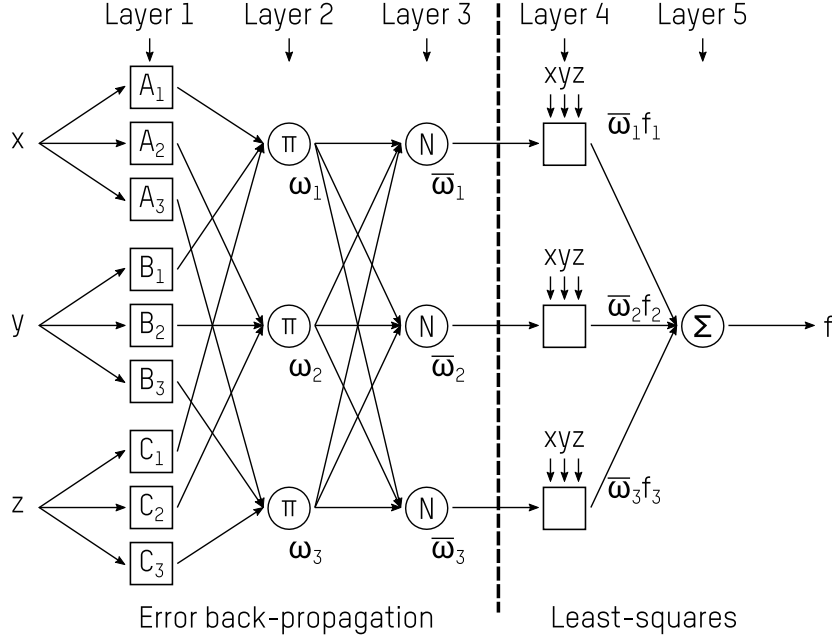 Layer 1 Layer 2 Layer 3 Layer 4 Layer 5
x
y
z
A₁
A₂
A₃
B₁
B₂
B₃
C₁
C₂
C₃
π
ω₁
π
ω₂
π
ω₃
N
ω̅₁
N
ω̅₂
N
ω̅₃
xyz
ω̅₁f₁
xyz
ω̅₂f₂
xyz
ω̅₃f₃
Σ
f
Error back-propagation
Least-squares